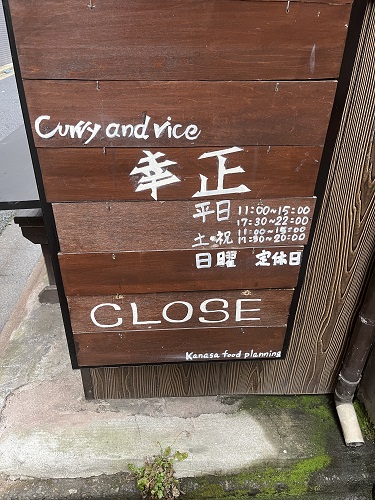 Curry and rice
幸正
平日 11:00~15:00
17:30~22:00
土・祝 11:00~15:00
17:30~20:00
日曜 定休日
CLOSE
Kanasa food planning